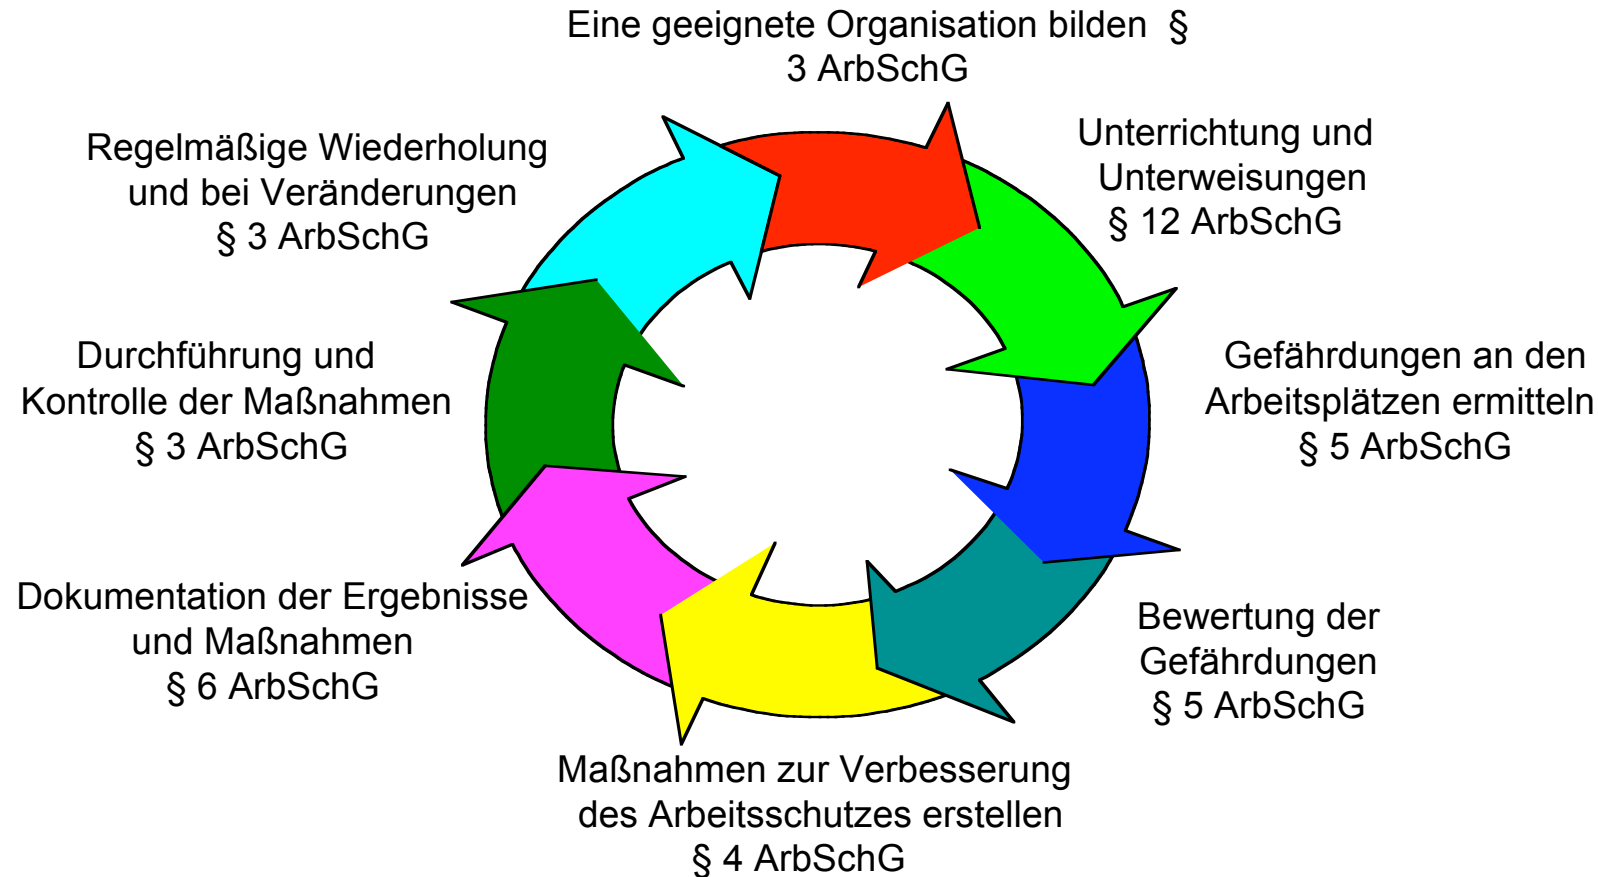 Eine geeignete Organisation bilden §
3 ArbSchG
Unterrichtung und
Unterweisungen
§ 12 ArbSchG
Gefährdungen an den
Arbeitsplätzen ermitteln
§ 5 ArbSchG
Bewertung der
Gefährdungen
§ 5 ArbSchG
Maßnahmen zur Verbesserung
des Arbeitsschutzes erstellen
§ 4 ArbSchG
Dokumentation der Ergebnisse
und Maßnahmen
§ 6 ArbSchG
Durchführung und
Kontrolle der Maßnahmen
§ 3 ArbSchG
Regelmäßige Wiederholung
und bei Veränderungen
§ 3 ArbSchG